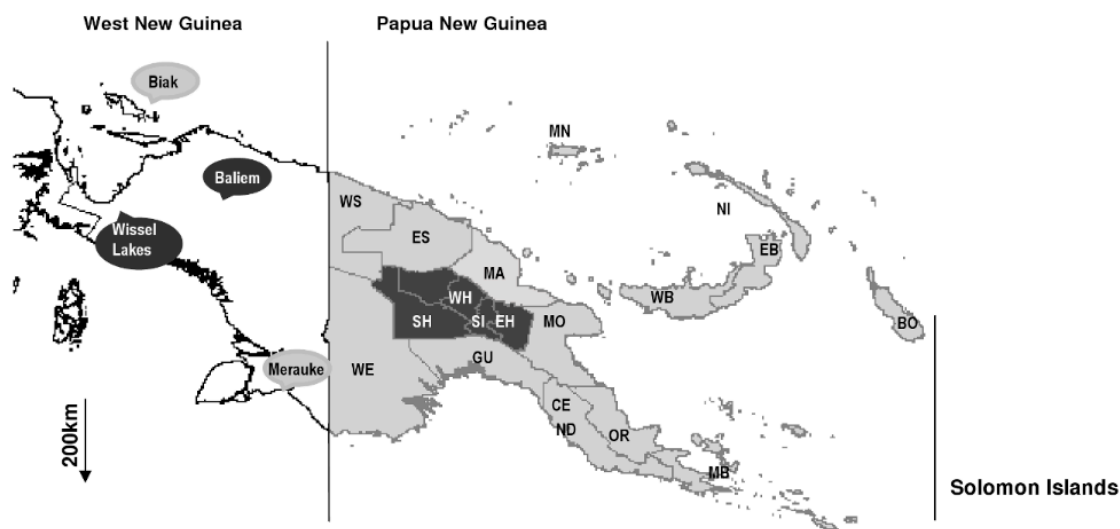 West New Guinea
Papua New Guinea
Biak
MN
Baliem
WS
NI
Wissel
Lakes
ES
EB
MA
WH
WB
SH
SI
EH
MO
BO
GU
Merauke
WE
CE
ND
OR
200km
MB
Solomon Islands